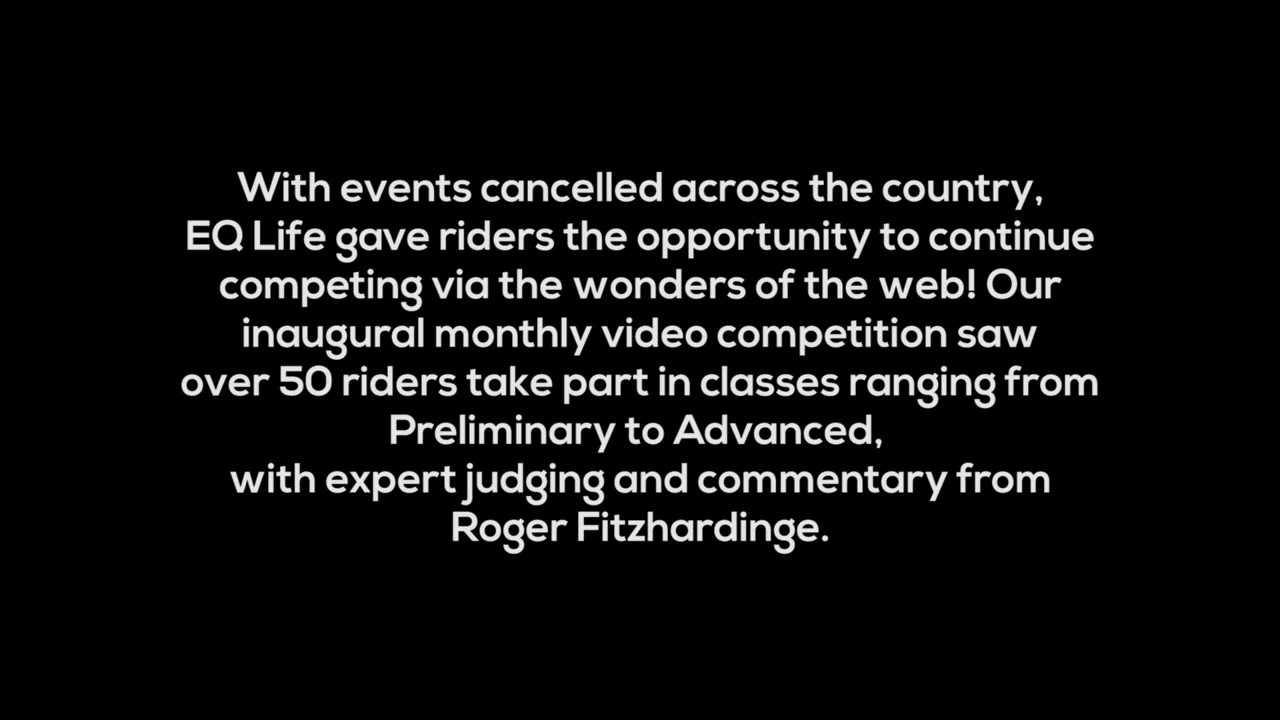 With events cancelled across the country,
EQ Life gave riders the opportunity to continue
competing via the wonders of the web! Our
inaugural monthly video competition saw
over 50 riders take part in classes ranging from
Preliminary to Advanced,
with expert judging and commentary from
Roger Fitzhardinge.